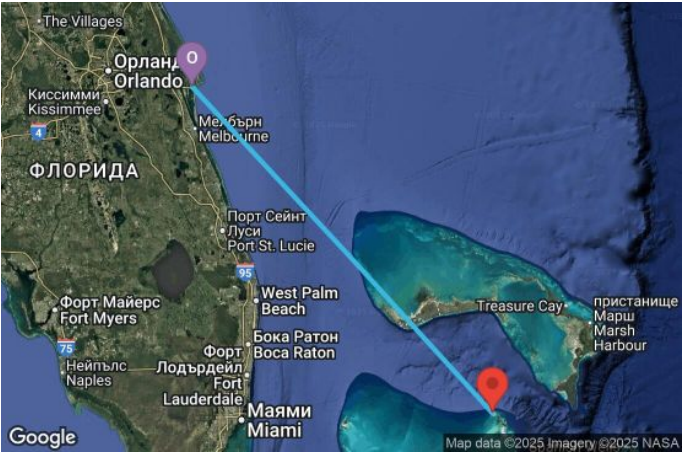 The Villages
O
Орланд
Orlando
Киссимми
Kissimmee
4
Мелбърн
Melbourne
ФЛОРИДА
Порт Сейнт
Луси
Port St. Lucie
95
West Palm
Beach
Форт Майерс
Fort Myers
Treasure Cay
пристанище
Марш
Marsh
Harbour
75
Бока Ратон
Boca Raton
Форт
Лодърдейл
Fort
Lauderdale
Нейпълс
Naples
Маями
Miami
Google
Map data ©2025 Imagery ©2025 NASA